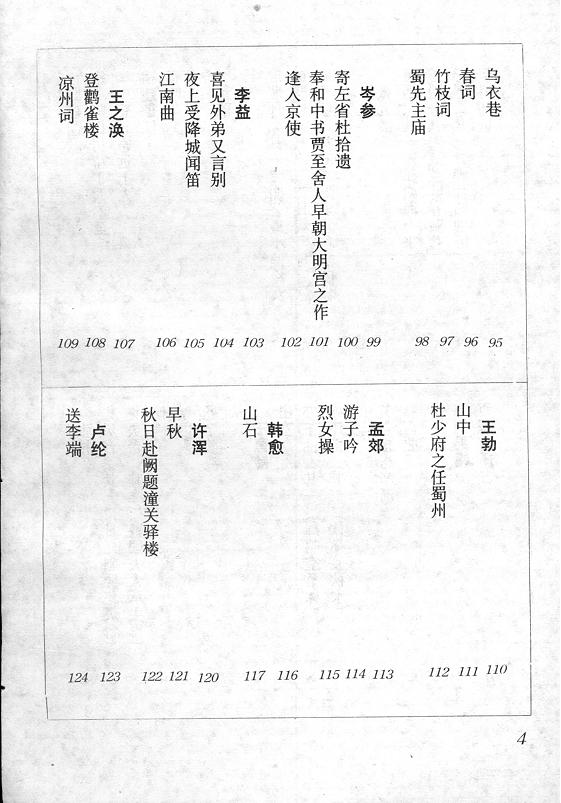 乌衣巷 95
春词 96
竹枝词 97
蜀先主庙 98
岑参 99
寄左省杜拾遗 100
奉和中书贾至舍人早朝大明宫之作 101
逢入京使 102
李益 103
喜见外弟又言别 104
夜上受降城闻笛 105
江南曲 106
王之涣 107
登鹳雀楼 108
凉州词 109
王勃 110
山中 111
杜少府之任蜀州 112
孟郊 113
游子吟 114
烈女操 115
韩愈 116
山石 117
许浑 120
早秋 121
秋日赴阙题潼关驿楼 122
卢纶 123
送李端 124
4